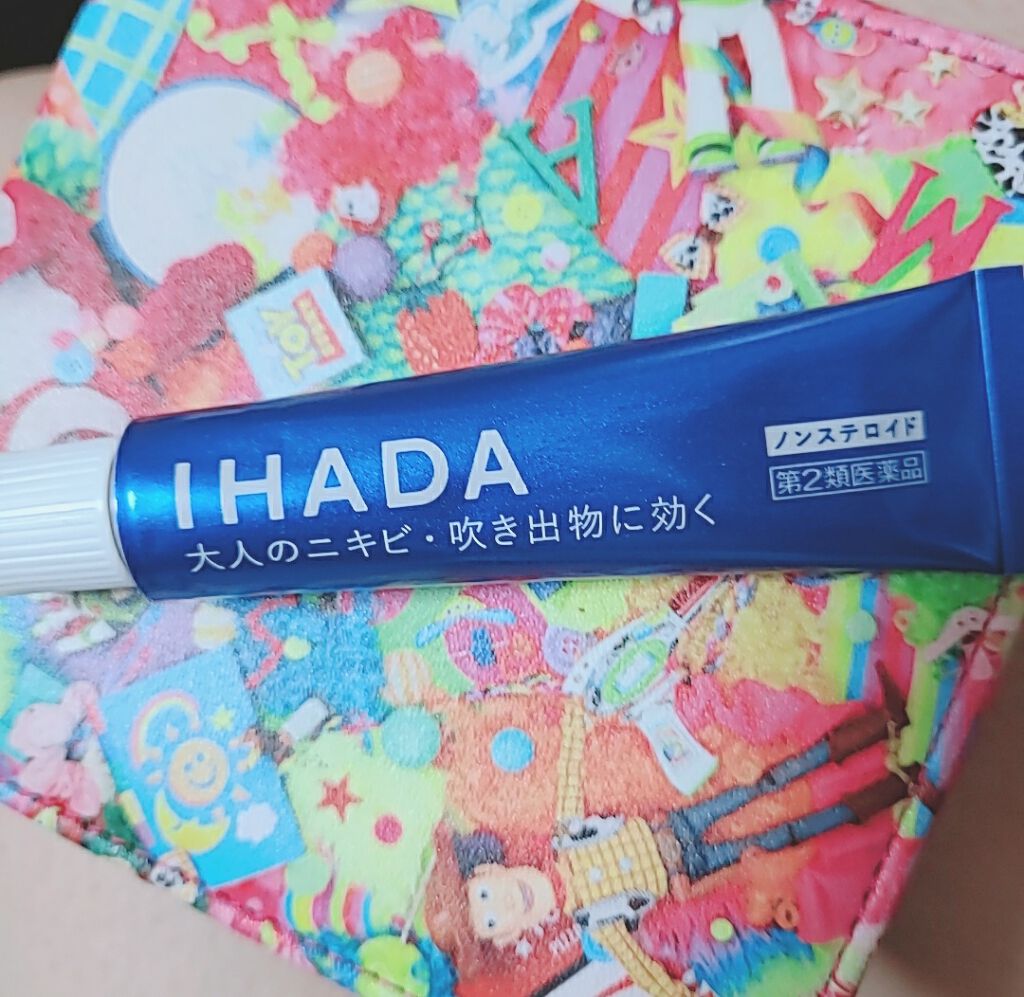 A
M
TOY
IHADA
大人のニキビ・吹き出物に効く
ノンステロイド
第2類医薬品